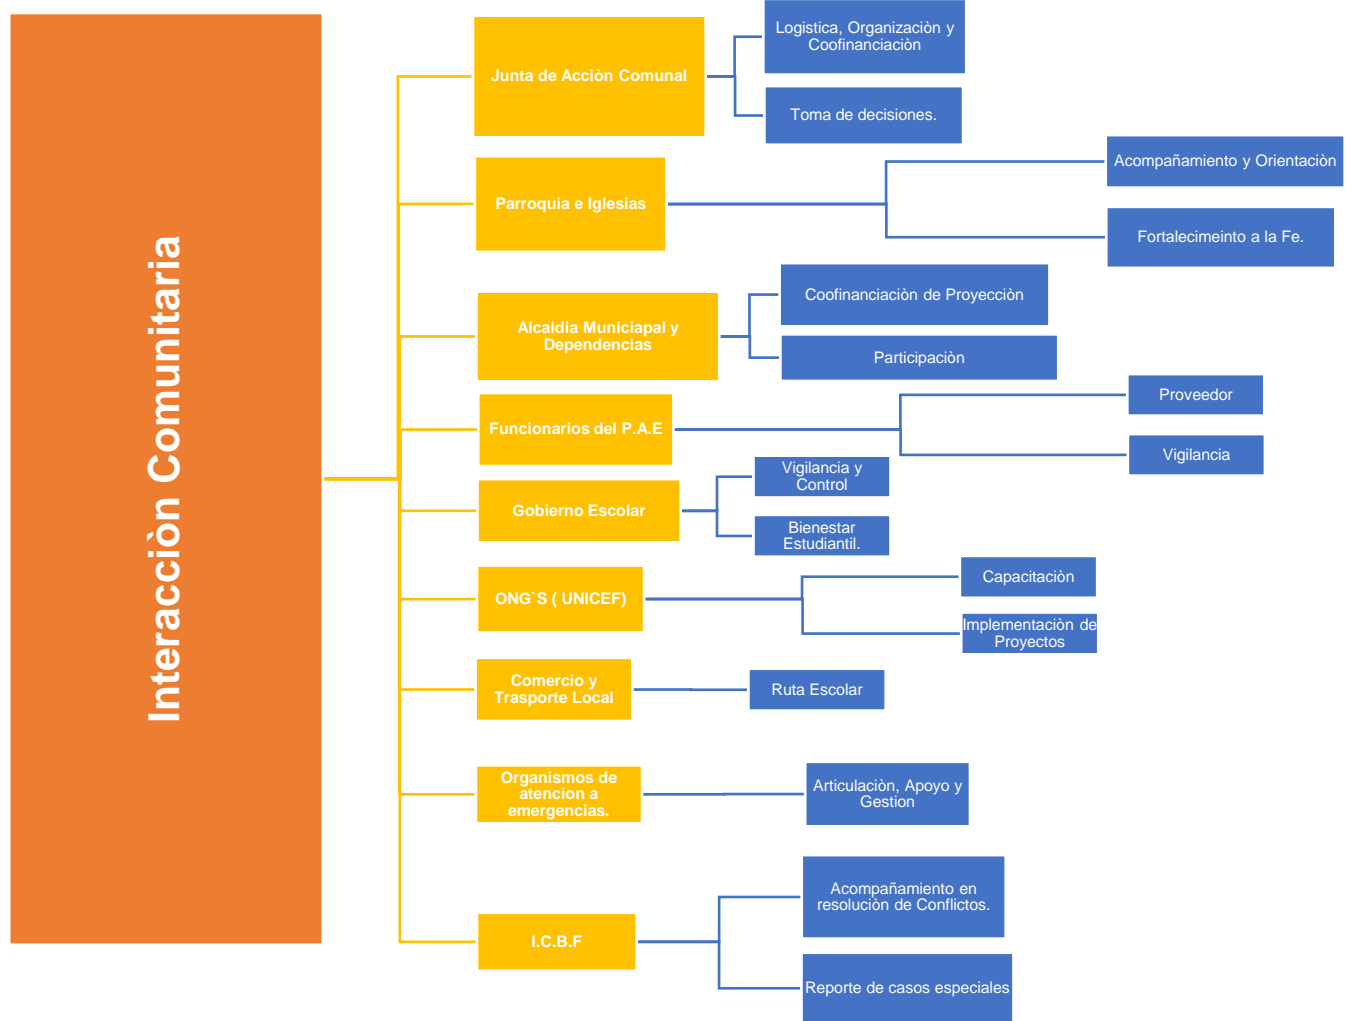 Interacciòn Comunitaria
Junta de Acciòn Comunal
Logistica, Organizaciòn y
Coofinanciaciòn
Toma de decisiones.
Parroquia e Iglesias
Acompañamiento y Orientaciòn
Fortalecimeinto a la Fe.
Alcaldia Municiapal y
Dependencias
Coofinanciaciòn de Proyecciòn
Participaciòn
Funcionarios del P.A.E
Proveedor
Vigilancia
Gobierno Escolar
Vigilancia y
Control
Bienestar
Estudiantil.
ONG`S ( UNICEF)
Capacitaciòn
Implementaciòn de
Proyectos
Comercio y
Trasporte Local
Ruta Escolar
Organismos de
atencion a
emergencias.
Articulaciòn, Apoyo y
Gestion
I.C.B.F
Acompañamiento en
resoluciòn de Conflictos.
Reporte de casos especiales